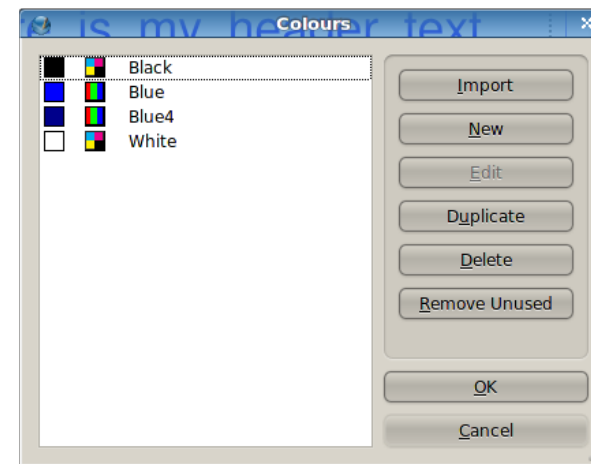 Colours
is my header text
Black
Blue
Blue4
White
Import
New
Edit
Duplicate
Delete
Remove Unused
OK
Cancel